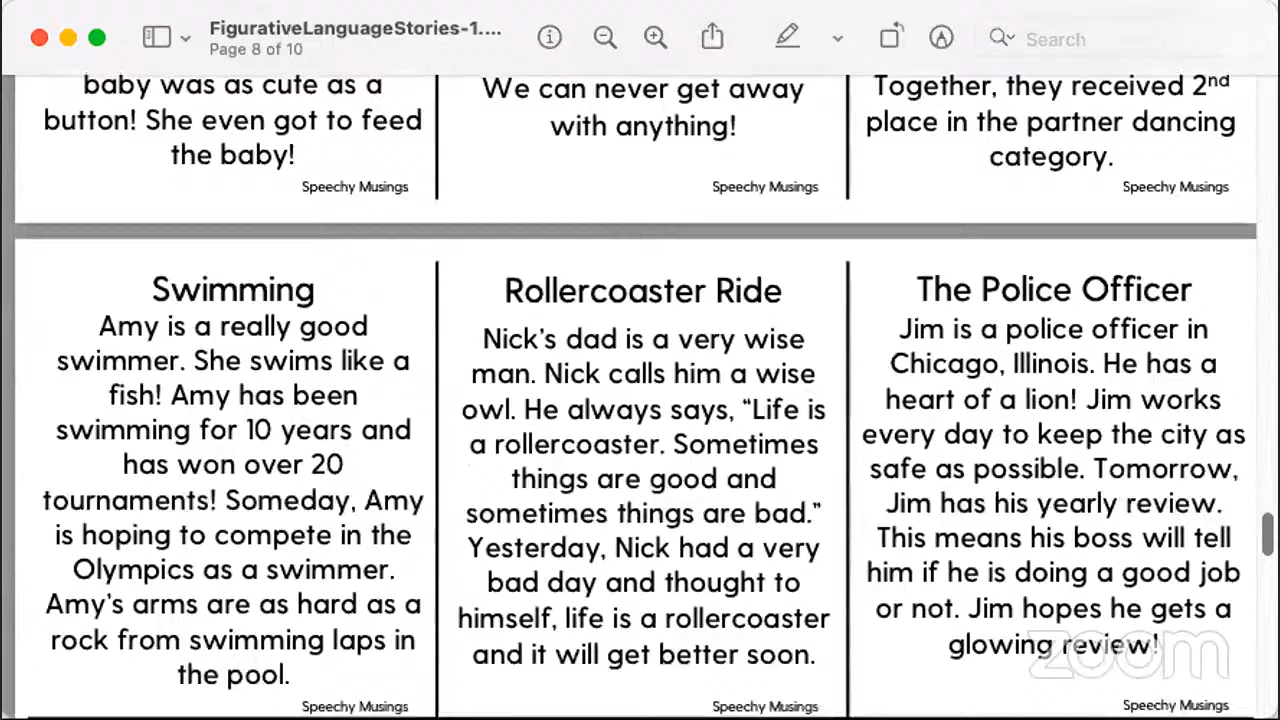 FigurativeLanguageStories-1....
Page 8 of 10
Search
baby was as cute as a
button! She even got to feed
the baby!
Speechy Musings
We can never get away
with anything!
Speechy Musings
Together, they received 2nd
place in the partner dancing
category.
Speechy Musings
Swimming
Amy is a really good
swimmer. She swims like a
fish! Amy has been
swimming for 10 years and
has won over 20
tournaments! Someday, Amy
is hoping to compete in the
Olympics as a swimmer.
Amy's arms are as hard as a
rock from swimming laps in
the pool.
Speechy Musings
Rollercoaster Ride
Nick's dad is a very wise
man. Nick calls him a wise
owl. He always says, "Life is
a rollercoaster. Sometimes
things are good and
sometimes things are bad."
Yesterday, Nick had a very
bad day and thought to
himself, life is a rollercoaster
and it will get better soon.
Speechy Musings
The Police Officer
Jim is a police officer in
Chicago, Illinois. He has a
heart of a lion! Jim works
every day to keep the city as
safe as possible. Tomorrow,
Jim has his yearly review.
This means his boss will tell
him if he is doing a good job
or not. Jim hopes he gets a
glowing review!
Speechy Musings
zoom